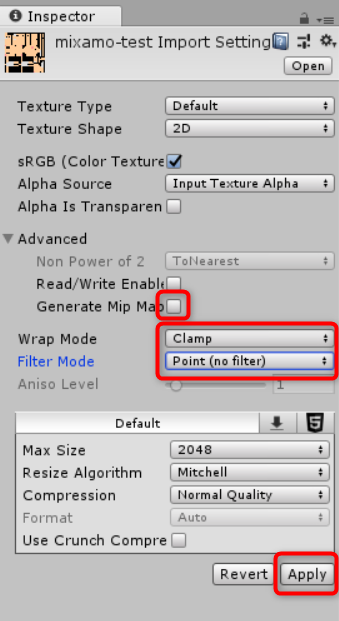 Inspector
mixamo-test Import Setting
Open
Texture Type Default
Texture Shape 2D
sRGB (Color Texture
Alpha Source Input Texture Alpha
Alpha Is Transparen
Advanced
Non Power of 2 ToNearest
Read/Write Enabl
Generate Mip Map
Wrap Mode Clamp
Filter Mode Point (no filter)
Aniso Level 1
Default
Max Size 2048
Resize Algorithm Mitchell
Compression Normal Quality
Format Auto
Use Crunch Compre
Revert Apply